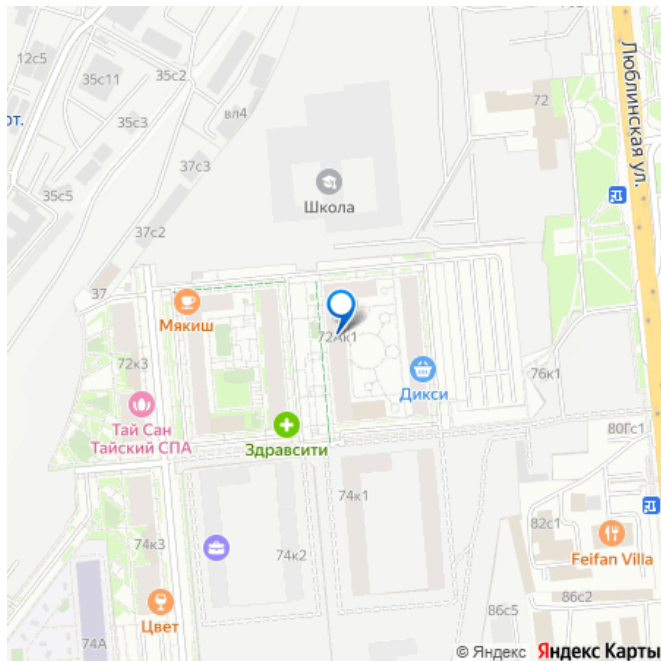 12с5
35с2
35с11
от.
35с3
вл4
72
Люблинская ул.
37с3
35с5
Школа
37с2
37
Мякиш
72Ак1
72к3
Дикси
76к1
Тай Сан
Тайский СПА
Здравсити
80Гс1
74к1
82с1
74к3
74к2
Feifan Villa
86с2
86с5
Цвет
74А
© Яндекс Яндекс Карты